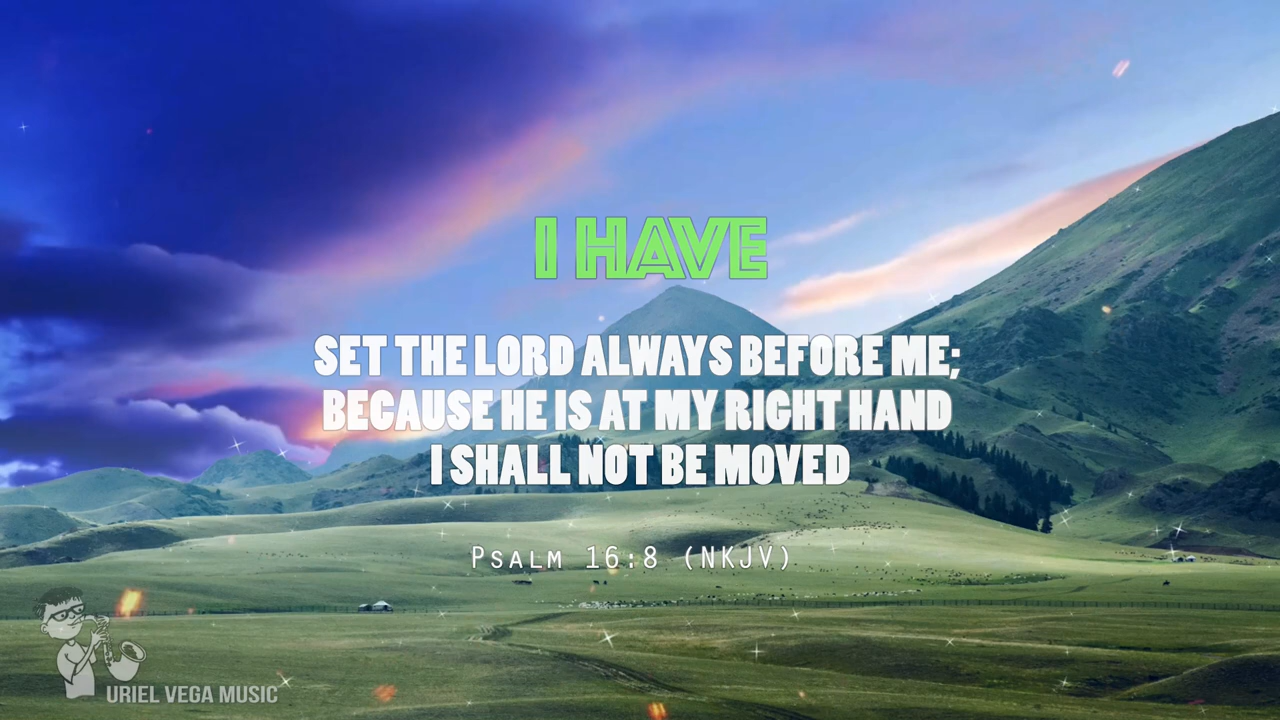 I HAVE
SET THE LORD ALWAYS BEFORE ME;
BECAUSE HE IS AT MY RIGHT HAND
I SHALL NOT BE MOVED
PSALM 16:8 (NKJV)
URIEL VEGA MUSIC